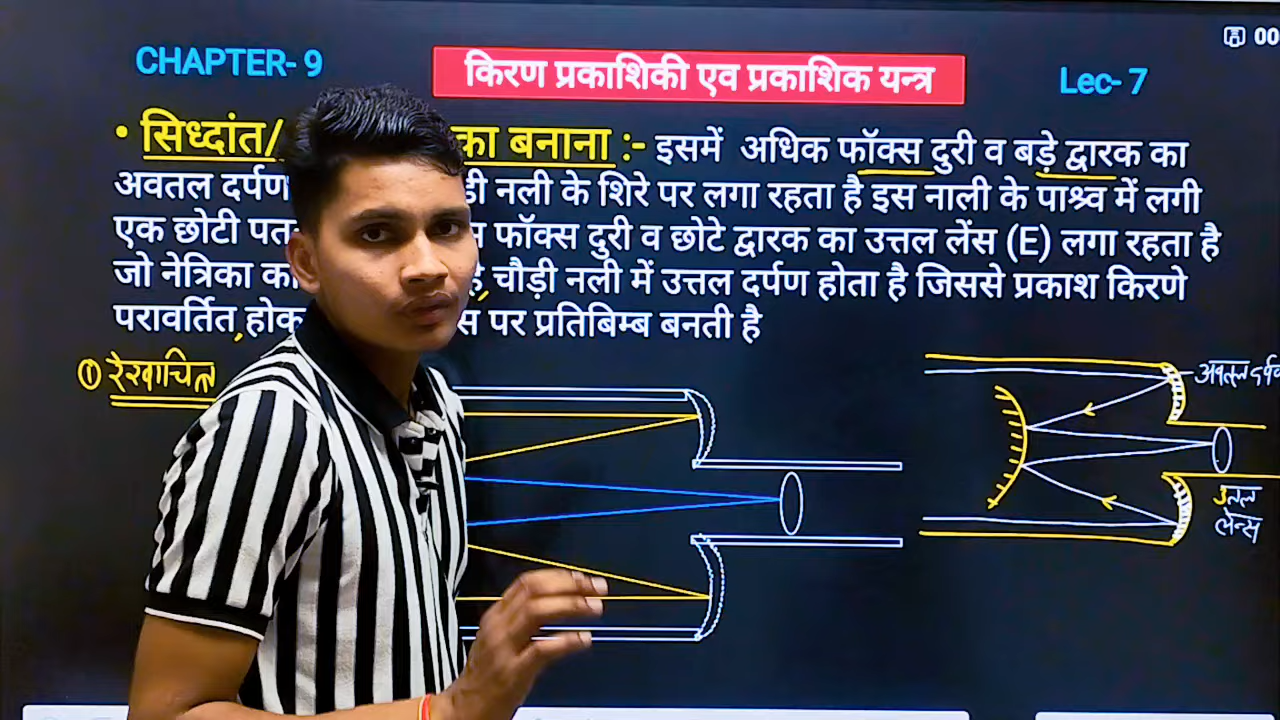 00
CHAPTER- 9
किरण प्रकाशिकी एव प्रकाशिक यन्त्र
Lec- 7
• सिध्दांत/ का बनाना :- इसमें अधिक फॉक्स दुरी व बड़े द्वारक का
अवतल दर्पण नली के शिरे पर लगा रहता है इस नाली के पाश्र्व में लगी
एक छोटी फॉक्स दुरी व छोटे द्वारक का उत्तल लेंस (E) लगा रहता है
जो नेत्रिका चौड़ी नली में उत्तल दर्पण होता है जिससे प्रकाश किरणे
परावर्तित पर प्रतिबिम्ब बनती है
① रेखाचित्र
अवतल
उत्तल
लेन्स